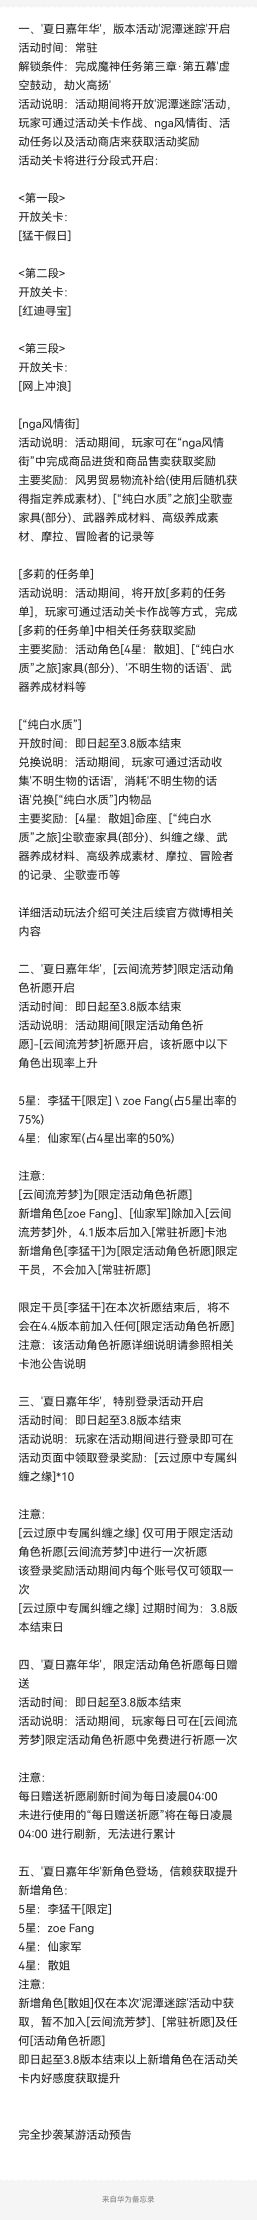 一、'夏日嘉年华'，版本活动'泥潭迷踪'开启
活动时间：常驻
解锁条件：完成魔神任务第三章·第五幕'虚
空鼓动，劫火高扬'
活动说明：活动期间将开放'泥潭迷踪'活动，
玩家可通过活动关卡作战、nga风情街、活
动任务以及活动商店来获取活动奖励
活动关卡将进行分段式开启：
<第一段>
开放关卡：
[猛干假日]
<第二段>
开放关卡：
[红迪寻宝]
<第三段>
开放关卡：
[网上冲浪]
[nga风情街]
活动说明：活动期间，玩家可在“nga风情
街”中完成商品进货和商品售卖获取奖励
主要奖励：风男贸易物流补给(使用后随机获
得指定养成素材)、[“纯白水质”之旅]尘歌壶
家具(部分)、武器养成材料、高级养成素
材、摩拉、冒险者的记录等
[多莉的任务单]
活动说明：活动期间，将开放[多莉的任务
单]，玩家可通过活动关卡作战等方式，完成
[多莉的任务单]中相关任务获取奖励
主要奖励：活动角色[4星：散姐]、[“纯白水
质”之旅]家具(部分)、'不明生物的话语'、武
器养成材料等
[“纯白水质”]
开放时间：即日起至3.8版本结束
兑换说明：活动期间，玩家可通过活动收
集'不明生物的话语'，消耗'不明生物的话
语'兑换[“纯白水质”]内物品
主要奖励：[4星：散姐]命座、[“纯白水
质”之旅]尘歌壶家具(部分)、纠缠之缘、武
器养成材料、高级养成素材、摩拉、冒险者
的记录、尘歌壶币等
详细活动玩法介绍可关注后续官方微博相关
内容
二、'夏日嘉年华'，[云间流芳梦]限定活动角
色祈愿开启
活动时间：即日起至3.8版本结束
活动说明：活动期间[限定活动角色祈
愿]-[云间流芳梦]祈愿开启，该祈愿中以下
角色出现率上升
5星：李猛干[限定] \ zoe Fang(占5星出率的
75%)
4星：仙家军(占4星出率的50%)
注意：
[云间流芳梦]为[限定活动角色祈愿]
新增角色[zoe Fang]、[仙家军]除加入[云间
流芳梦]外，4.1版本后加入[常驻祈愿]卡池
新增角色[李猛干]为[限定活动角色祈愿]限定
干员，不会加入[常驻祈愿]
限定干员[李猛干]在本次祈愿结束后，将不
会在4.4版本前加入任何[限定活动角色祈愿]
注意：该活动角色祈愿详细说明请参照相关
卡池公告说明
三、'夏日嘉年华'，特别登录活动开启
活动时间：即日起至3.8版本结束
活动说明：玩家在活动期间进行登录即可在
活动页面中领取登录奖励：[云过原中专属纠
缠之缘]*10
注意：
[云过原中专属纠缠之缘] 仅可用于限定活动
角色祈愿[云间流芳梦]中进行一次祈愿
该登录奖励活动期间内每个账号仅可领取一
次
[云过原中专属纠缠之缘] 过期时间为：3.8版
本结束日
四、'夏日嘉年华'，限定活动角色祈愿每日赠
送
活动时间：即日起至3.8版本结束
活动说明：活动期间，玩家每日可在[云间流
芳梦]限定活动角色祈愿中免费进行祈愿一次
注意：
每日赠送祈愿刷新时间为每日凌晨04:00
未进行使用的“每日赠送祈愿”将在每日凌晨
04:00 进行刷新，无法进行累计
五、'夏日嘉年华'新角色登场，信赖获取提升
新增角色：
5星：李猛干[限定]
5星：zoe Fang
4星：仙家军
4星：散姐
注意：
新增角色[散姐]仅在本次'泥潭迷踪'活动中获
取，暂不加入[云间流芳梦]、[常驻祈愿]及任
何[活动角色祈愿]
即日起至3.8版本结束以上新增角色在活动关
卡内好感度获取提升
完全抄袭某游活动预告
来自华为备忘录